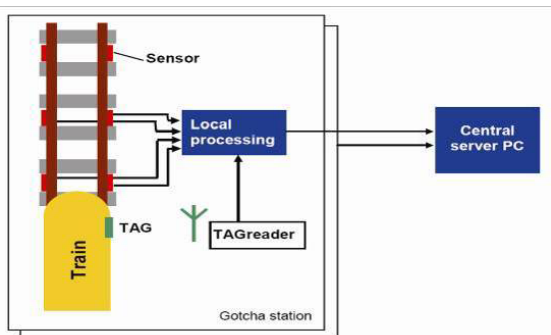 Sensor
Local
processing
Central
server PC
TAG
TAGreader
Train
Gotcha station